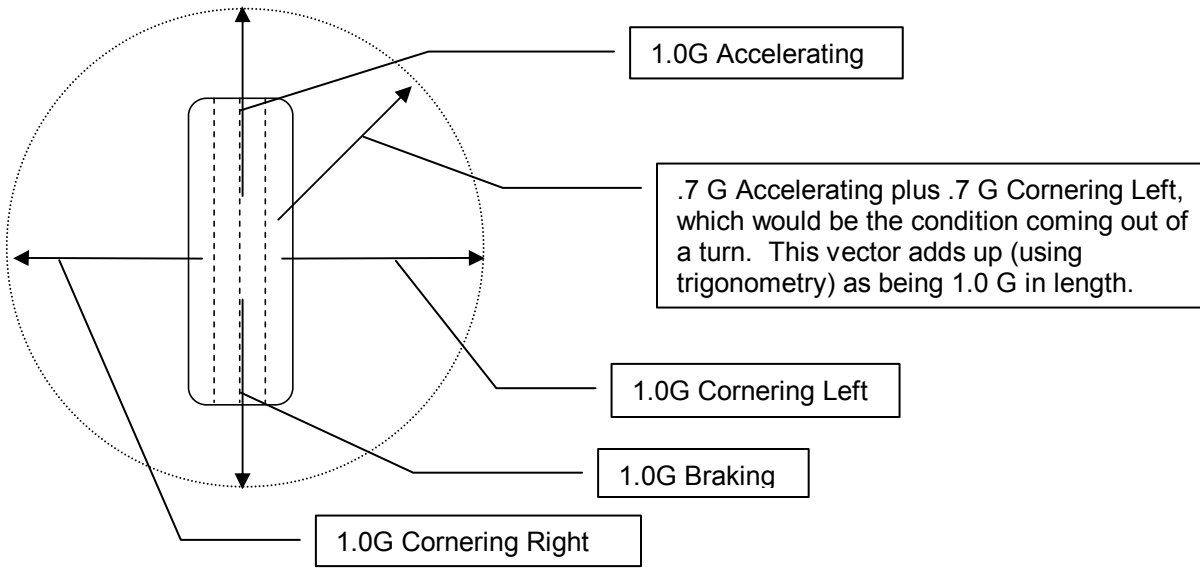 1.0G Accelerating
.7 G Accelerating plus .7 G Cornering Left,
which would be the condition coming out of
a turn.  This vector adds up (using
trigonometry) as being 1.0 G in length.
1.0G Cornering Left
1.0G Braking
1.0G Cornering Right